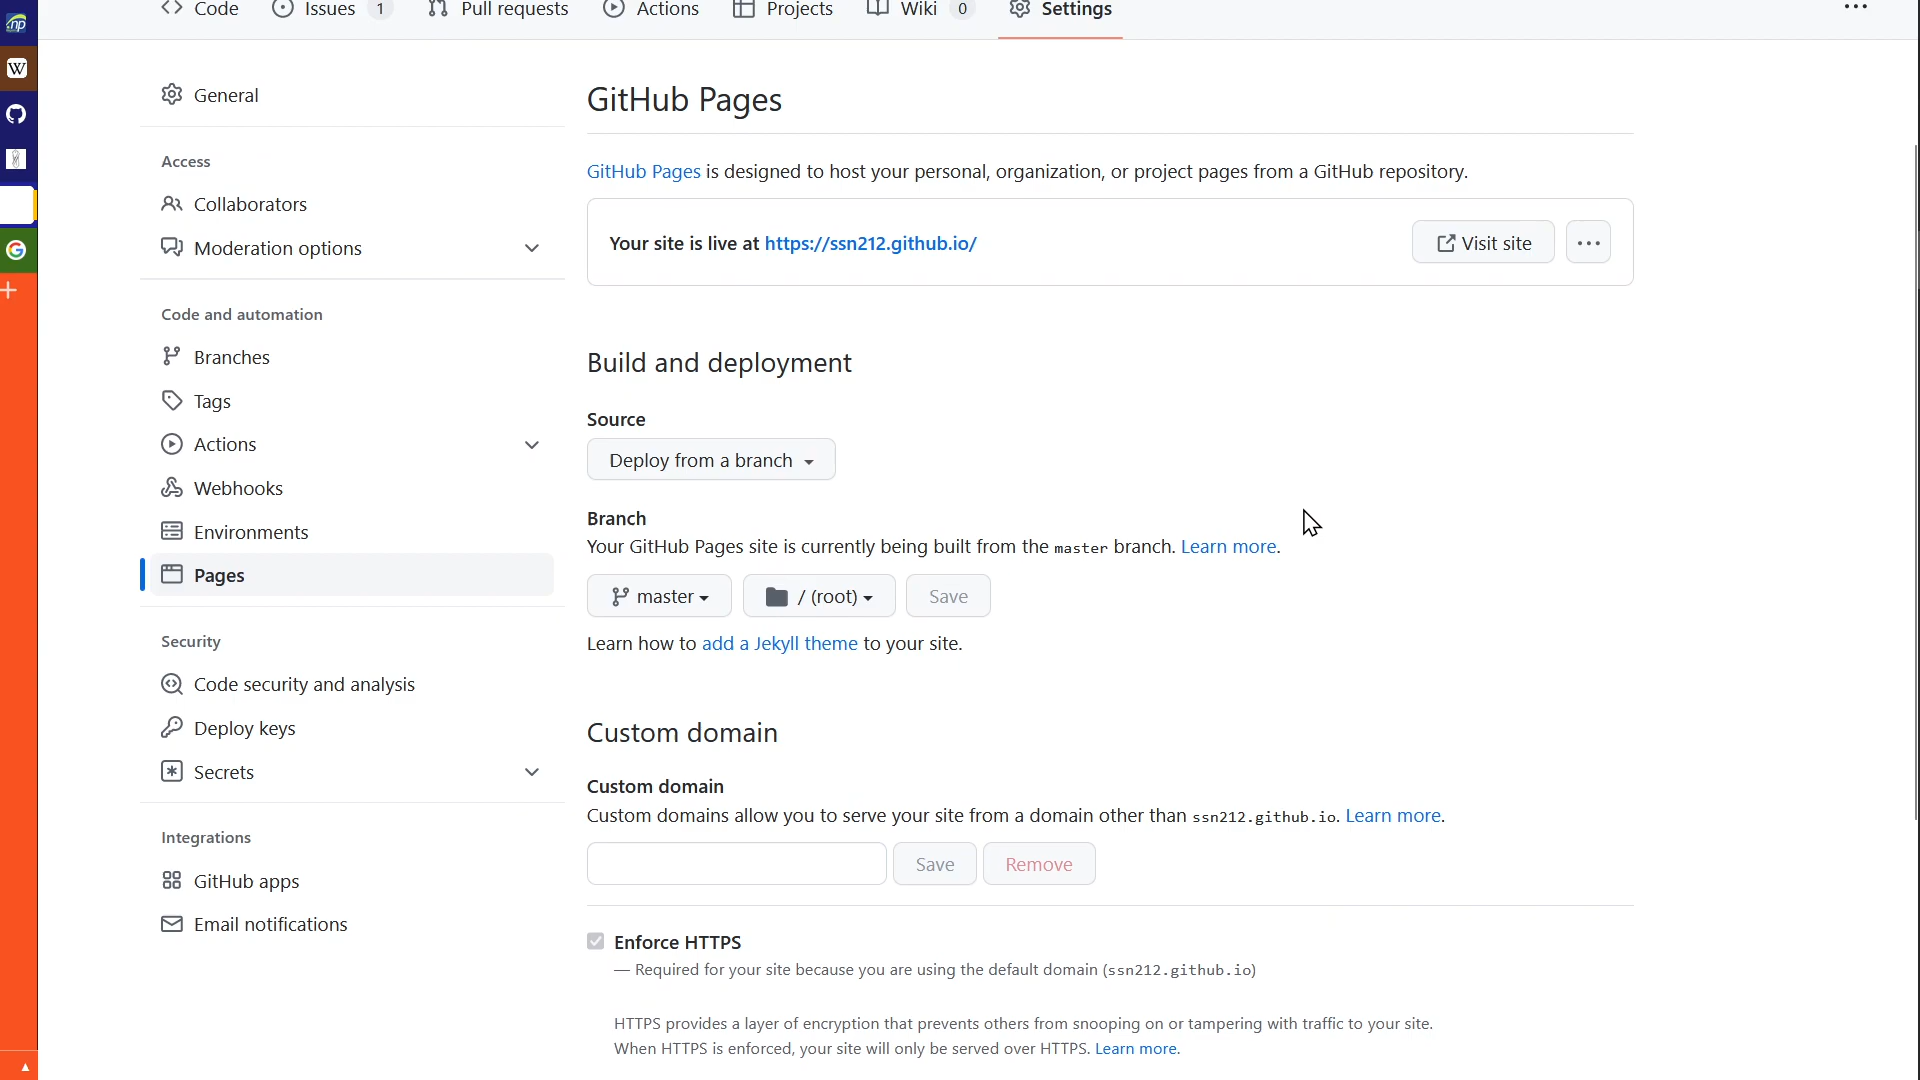 Code
Issues 1
Pull requests
Actions
Projects
Wiki 0
Settings
General
Access
Collaborators
Moderation options
Code and automation
Branches
Tags
Actions
Webhooks
Environments
Pages
Security
Code security and analysis
Deploy keys
Secrets
Integrations
GitHub apps
Email notifications
GitHub Pages
GitHub Pages is designed to host your personal, organization, or project pages from a GitHub repository.
Your site is live at https://ssn212.github.io/
Visit site
Build and deployment
Source
Deploy from a branch
Branch
Your GitHub Pages site is currently being built from the master branch. Learn more.
master
/ (root)
Save
Learn how to add a Jekyll theme to your site.
Custom domain
Custom domain
Custom domains allow you to serve your site from a domain other than ssn212.github.io. Learn more.
Save
Remove
Enforce HTTPS
— Required for your site because you are using the default domain (ssn212.github.io)
HTTPS provides a layer of encryption that prevents others from snooping on or tampering with traffic to your site.
When HTTPS is enforced, your site will only be served over HTTPS. Learn more.
np
W
G